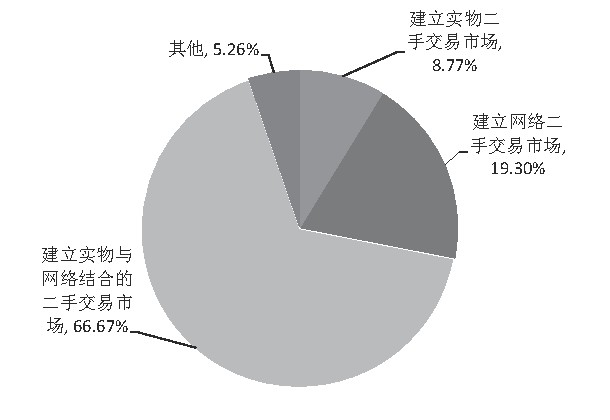 建立实物二
手交易市场,
8.77%
其他, 5.26%
建立网络二
手交易市场,
19.30%
建立实物与
网络结合的
二手交易市
场, 66.67%